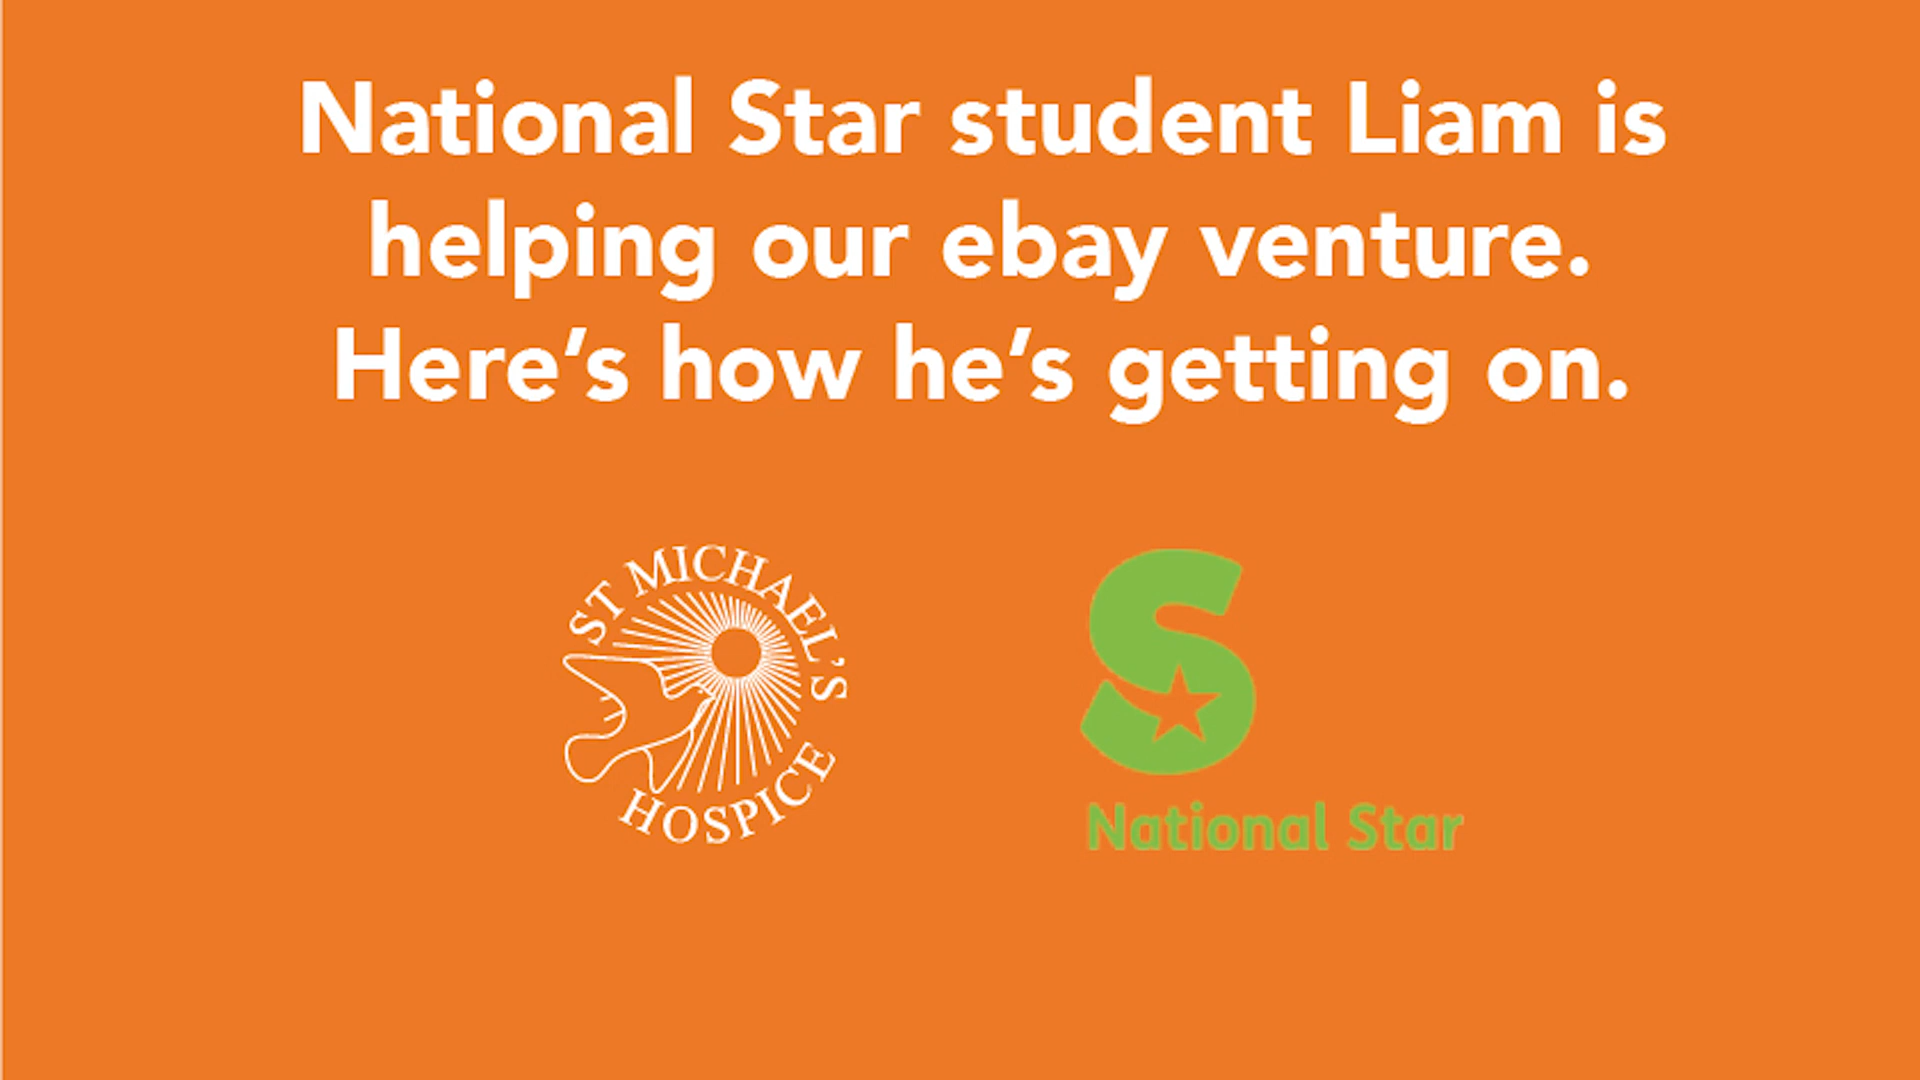 National Star student Liam is
helping our ebay venture.
Here’s how he’s getting on.
ST MICHAEL’S
HOSPICE
National Star